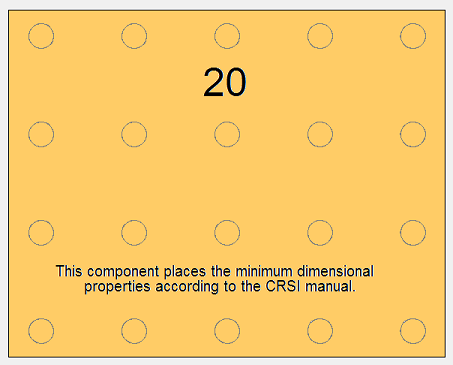 20
This component places the minimum dimensional
properties according to the CRSI manual.